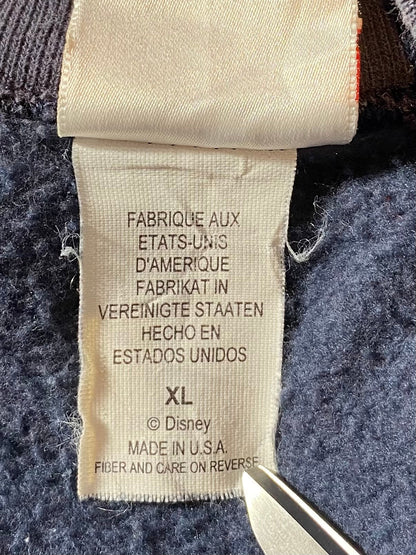 FABRIQUE AUX
ETATS-UNIS
D'AMERIQUE
FABRIKAT IN
VEREINIGTE STAATEN
HECHO EN
ESTADOS UNIDOS
XL
© Disney
MADE IN U.S.A.
FIBER AND CARE ON REVERSE